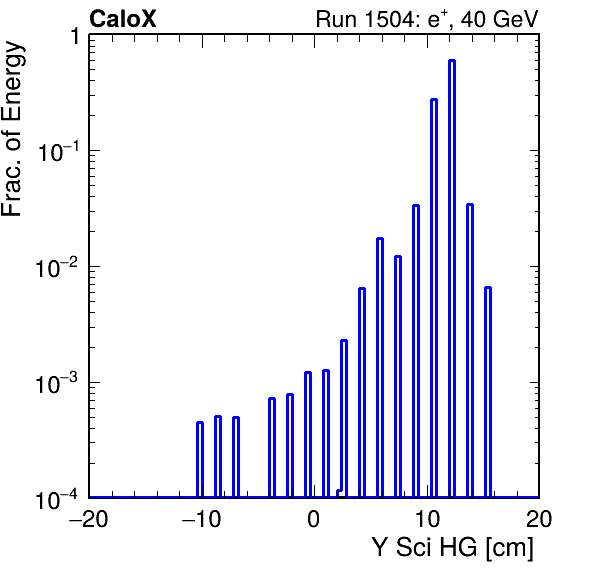 CaloX
Run 1504: e⁺, 40 GeV
Frac. of Energy
1
10⁻¹
10⁻²
10⁻³
10⁻⁴
−20
−10
0
10
20
Y Sci HG [cm]